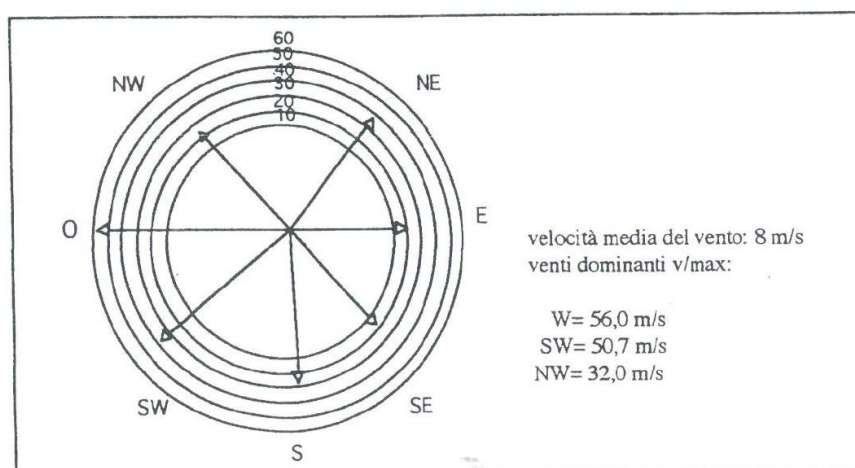 60
50
40
30
20
10
NW
NE
O
E
SW
SE
S
velocità media del vento: 8 m/s
venti dominanti v/max:
W= 56,0 m/s
SW= 50,7 m/s
NW= 32,0 m/s